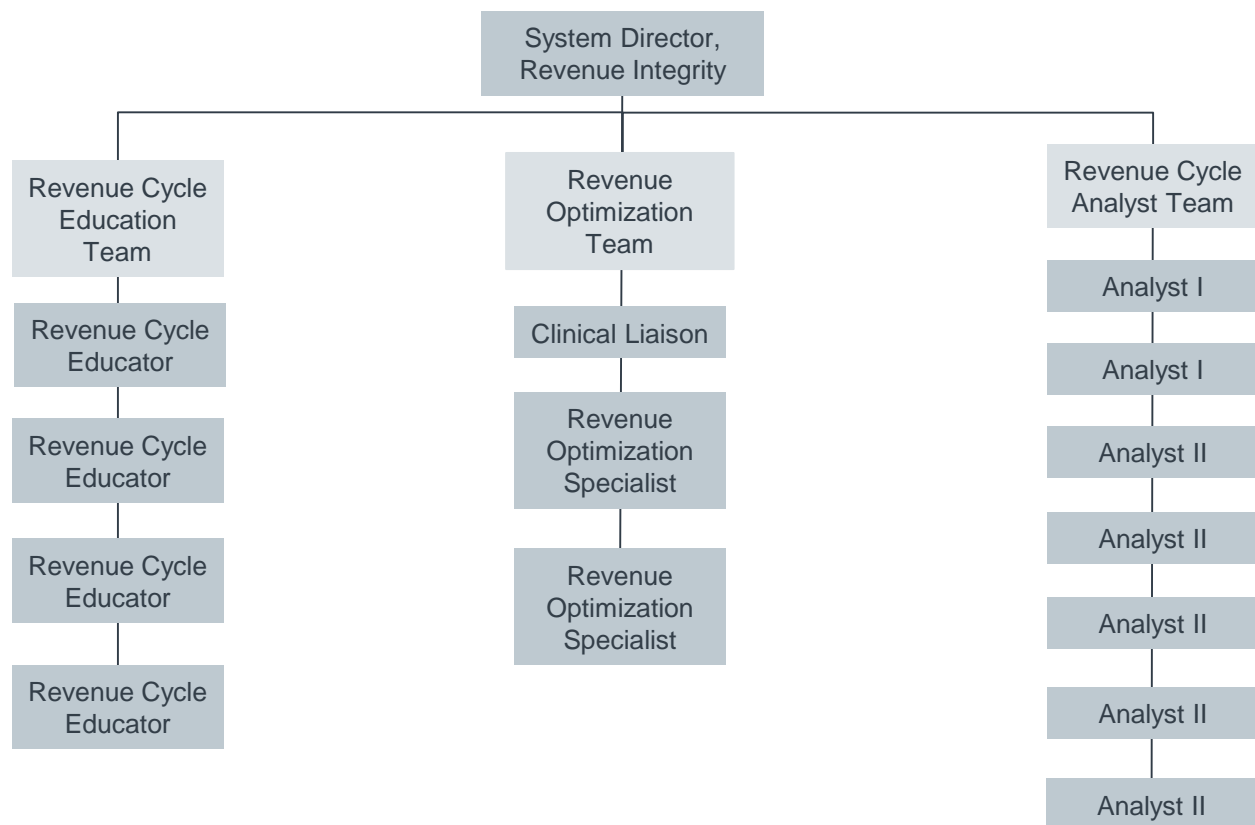 System Director,
Revenue Integrity
Revenue Cycle
Education
Team
Revenue Cycle
Educator
Revenue Cycle
Educator
Revenue Cycle
Educator
Revenue Cycle
Educator
Revenue
Optimization
Team
Clinical Liaison
Revenue
Optimization
Specialist
Revenue
Optimization
Specialist
Revenue Cycle
Analyst Team
Analyst I
Analyst I
Analyst II
Analyst II
Analyst II
Analyst II
Analyst II